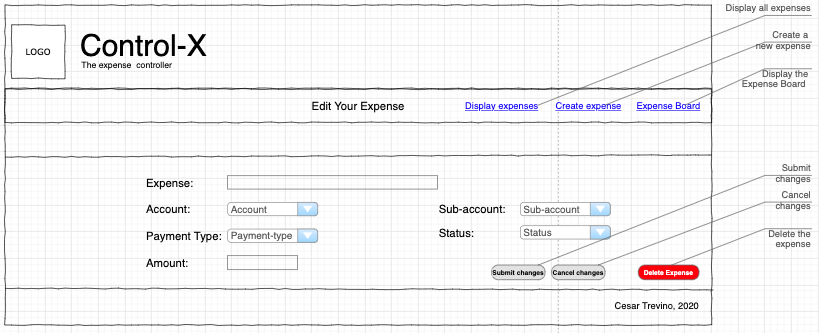 Display all expenses
Create a
new expense
LOGO
Control-X
The expense controller
Display the
Expense Board
Edit Your Expense
Display expenses
Create expense
Expense Board
Submit
changes
Expense:
Cancel
changes
Account:
Account
Sub-account:
Sub-account
Payment Type:
Payment-type
Status:
Status
Delete the
expense
Amount:
Submit changes
Cancel changes
Delete Expense
Cesar Trevino, 2020